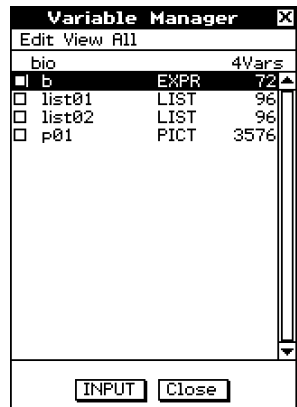 Variable Manager
Edit View All
bio 4Vars
b EXPR 72
list01 LIST 96
list02 LIST 96
p01 PICT 3576
INPUT Close